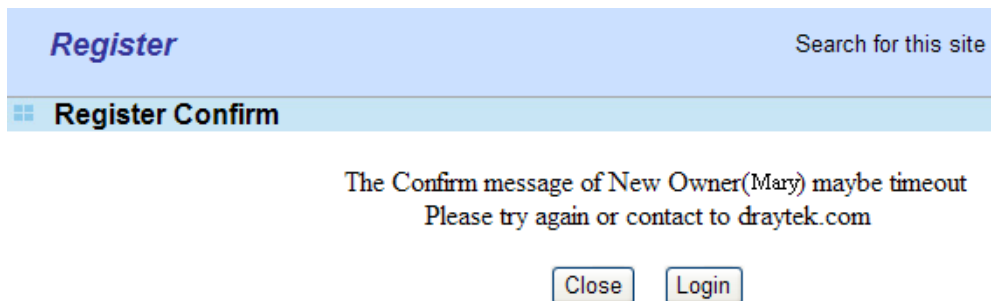 Register
Search for this site
Register Confirm
The Confirm message of New Owner(Mary) maybe timeout
Please try again or contact to draytek.com
Close
Login